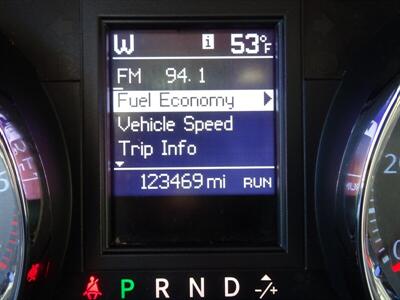 W i 53°F
FM 94.1
Fuel Economy
Vehicle Speed
Trip Info
123469 mi RUN
P R N D -/+